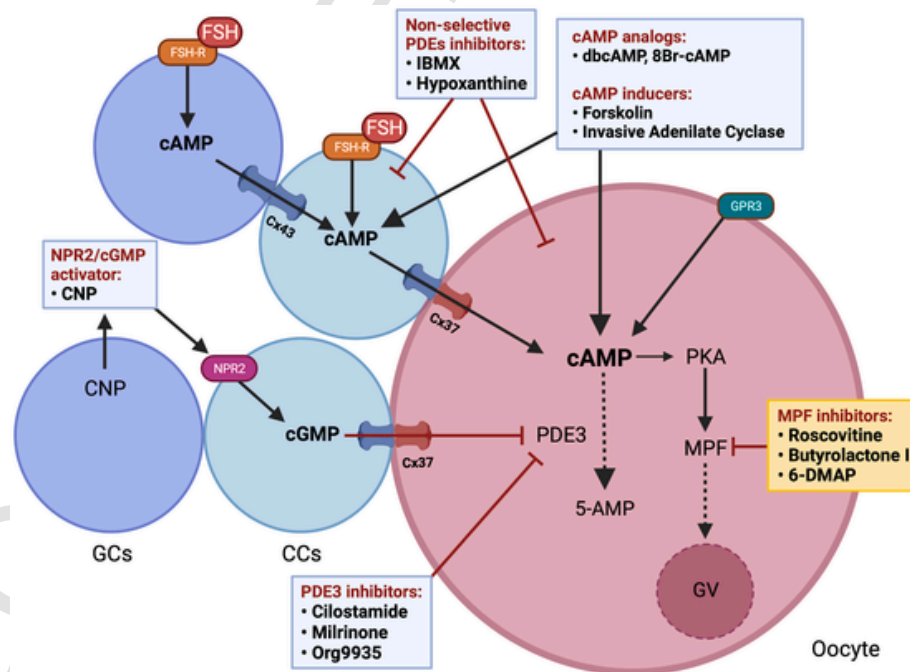 FSH
FSH-R
cAMP
Cx43
Non-selective
PDEs inhibitors:
• IBMX
• Hypoxanthine
cAMP analogs:
• dbcAMP, 8Br-cAMP
cAMP inducers:
• Forskolin
• Invasive Adenilate Cyclase
FSH
FSH-R
cAMP
Cx37
GPR3
NPR2/cGMP
activator:
• CNP
CNP
NPR2
cGMP
Cx37
cAMP
PKA
PDE3
MPF
5-AMP
GV
MPF inhibitors:
• Roscovitine
• Butyrolactone I
• 6-DMAP
GCs
CCs
PDE3 inhibitors:
• Cilostamide
• Milrinone
• Org9935
Oocyte